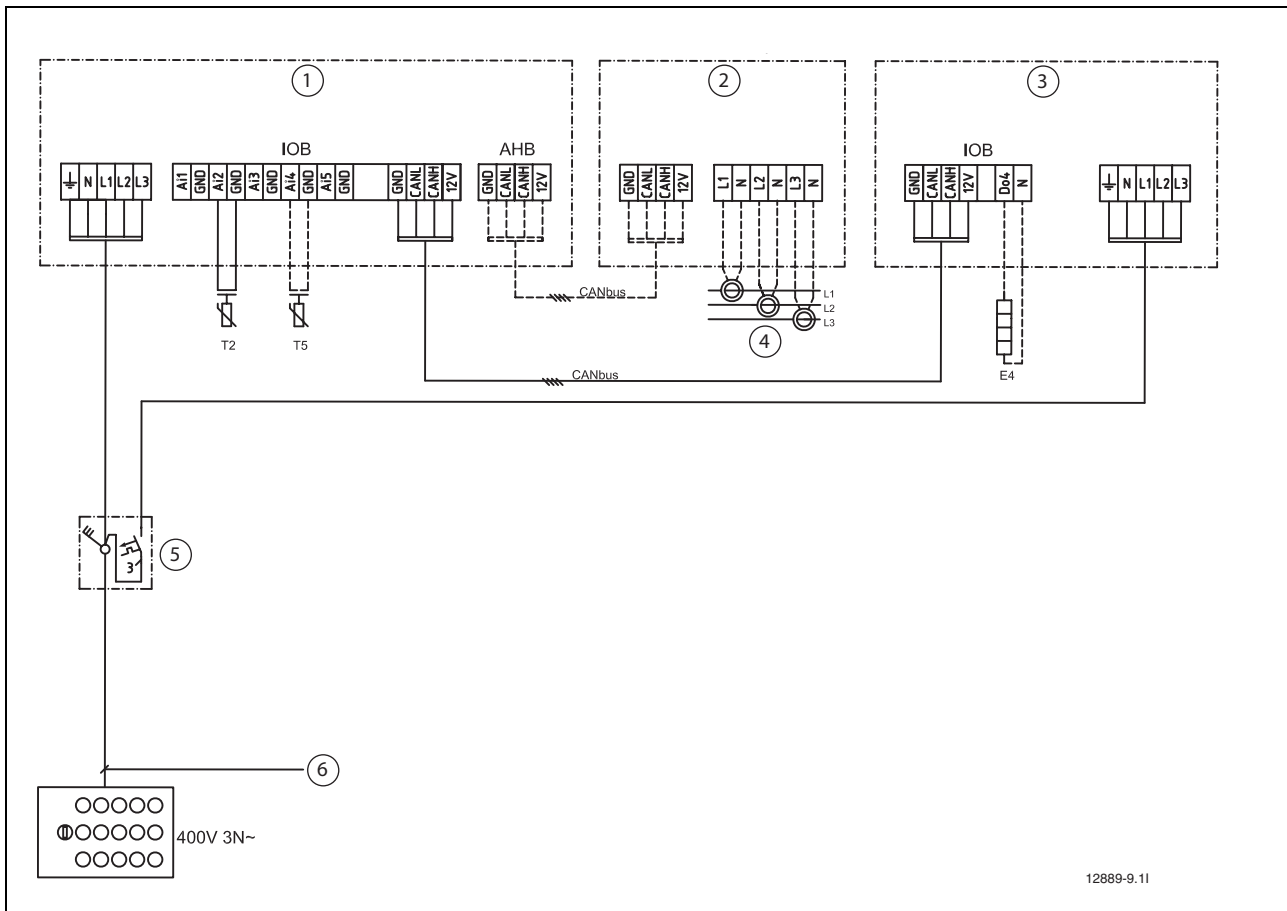 1 2 3
IOB AHB IOB
N L1 L2 L3
Ai1 GND Ai2 GND Ai3 GND Ai4 GND Ai5 GND
GND CANL CANH 12V
GND CANL CANH 12V
GND CANL CANH 12V
L1 N L2 N L3 N
GND CANL CANH 12V Do4 N
N L1 L2 L3
CANbus
L1
L2
L3
4
T2 T5
CANbus
E4
3
5
6
400V 3N~
12889-9.1I